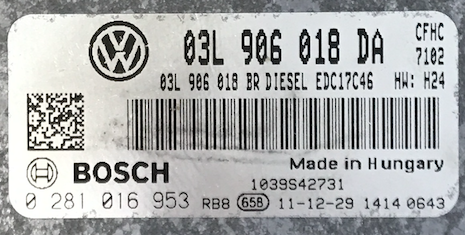 03L 906 018 DA CFHC
7102
03L 906 018 BR DIESEL EDC17C46 HW: H24
BOSCH
Made in Hungary
1039S42731
0 281 016 953 RB8 658 11-12-29 1414 0643